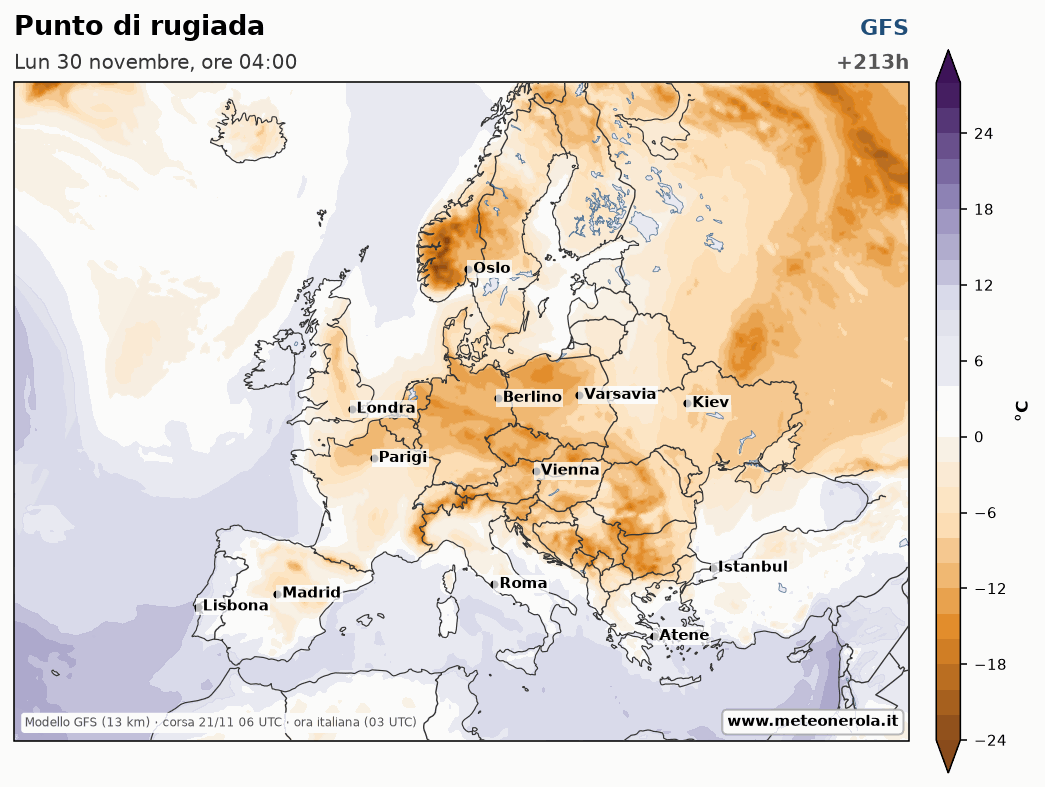 Punto di rugiada
GFS
Lun 30 novembre, ore 04:00
+213h
24
18
12
6
0
−6
−12
−18
−24
°C
Oslo
Londra
Berlino
Varsavia
Kiev
Parigi
Vienna
Istanbul
Roma
Madrid
Lisbona
Atene
Modello GFS (13 km) · corsa 21/11 06 UTC · ora italiana (03 UTC)
www.meteonerola.it